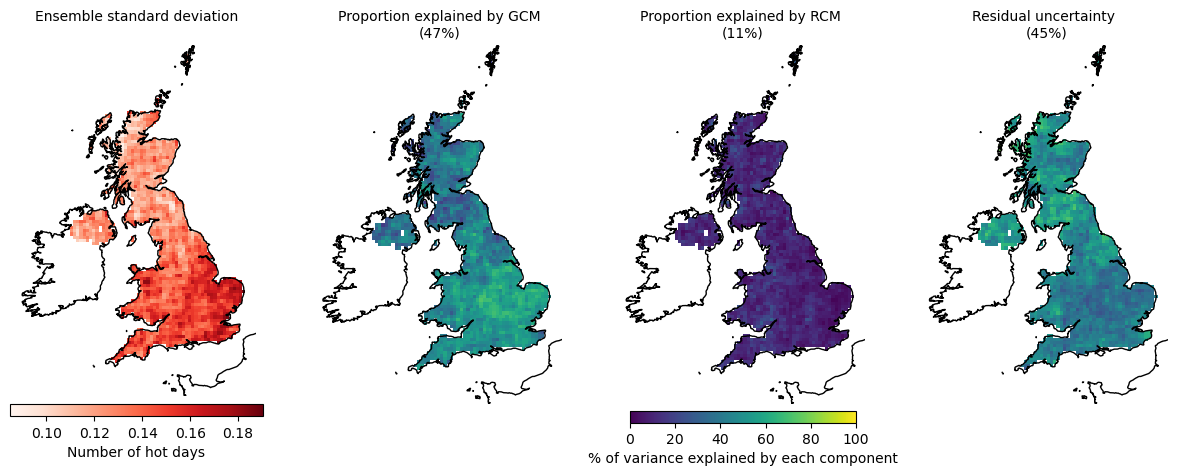 Ensemble standard deviation
Proportion explained by GCM
(47%)
Proportion explained by RCM
(11%)
Residual uncertainty
(45%)
0.10 0.12 0.14 0.16 0.18
Number of hot days
0 20 40 60 80 100
% of variance explained by each component